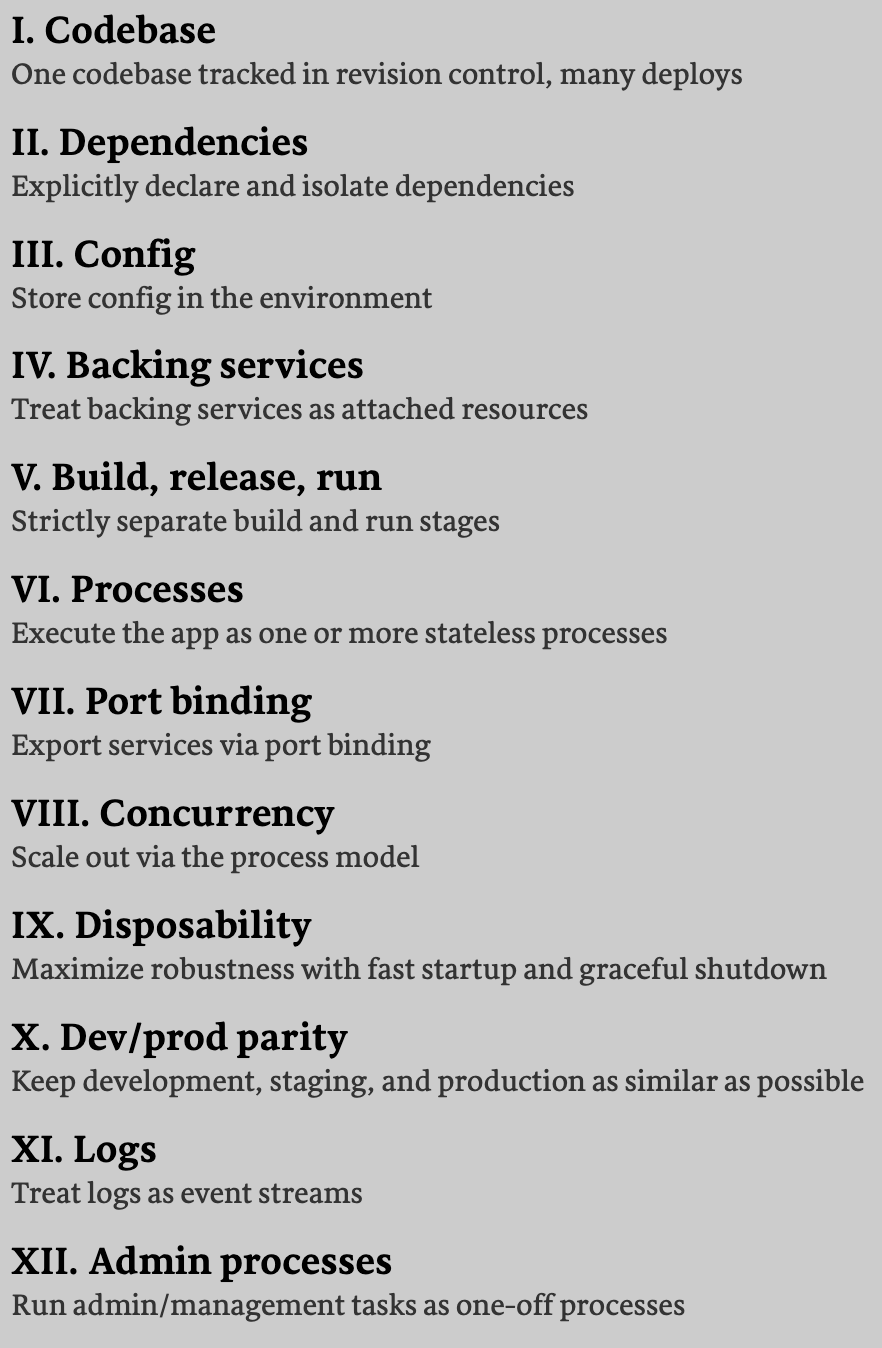 I. Codebase
One codebase tracked in revision control, many deploys
II. Dependencies
Explicitly declare and isolate dependencies
III. Config
Store config in the environment
IV. Backing services
Treat backing services as attached resources
V. Build, release, run
Strictly separate build and run stages
VI. Processes
Execute the app as one or more stateless processes
VII. Port binding
Export services via port binding
VIII. Concurrency
Scale out via the process model
IX. Disposability
Maximize robustness with fast startup and graceful shutdown
X. Dev/prod parity
Keep development, staging, and production as similar as possible
XI. Logs
Treat logs as event streams
XII. Admin processes
Run admin/management tasks as one-off processes